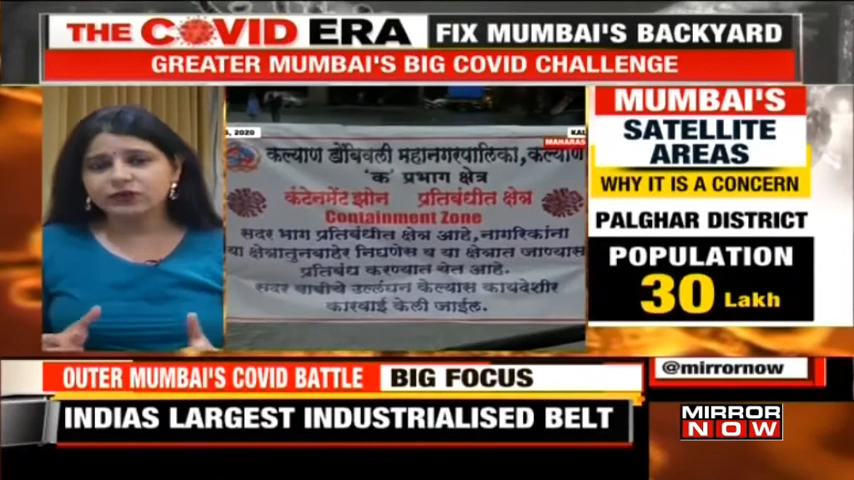 THE COVID ERA
FIX MUMBAI'S BACKYARD
GREATER MUMBAI'S BIG COVID CHALLENGE
, 2020
MAHARAS
कल्याण डोंबिवली महानगरपालिका, कल्याण
'क' प्रभाग क्षेत्र
कंटेनमेंट झोन प्रतिबंधीत क्षेत्र
Containment Zone
सदर भाग प्रतिबंधीत क्षेत्र आहे, नागरिकांना
या क्षेत्रातुनबाहेर निघणेस व या क्षेत्रात जाण्यास
प्रतिबंध करण्यात येत आहे.
सदर बाबीचे उल्लंघन केल्यास कायदेशीर
कारवाई केली जाईल.
MUMBAI'S
SATELLITE
AREAS
WHY IT IS A CONCERN
PALGHAR DISTRICT
POPULATION
30 Lakh
OUTER MUMBAI'S COVID BATTLE
BIG FOCUS
INDIAS LARGEST INDUSTRIALISED BELT
@mirrornow
MIRROR
NOW